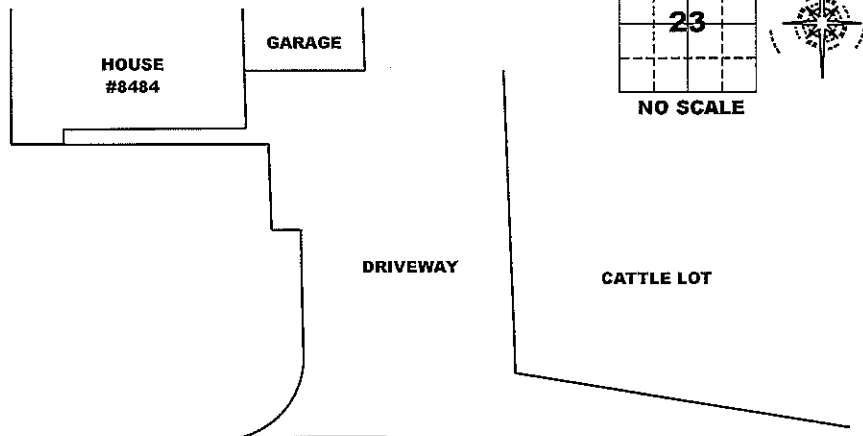 23
NO SCALE
GARAGE
HOUSE
#8484
DRIVEWAY
CATTLE LOT